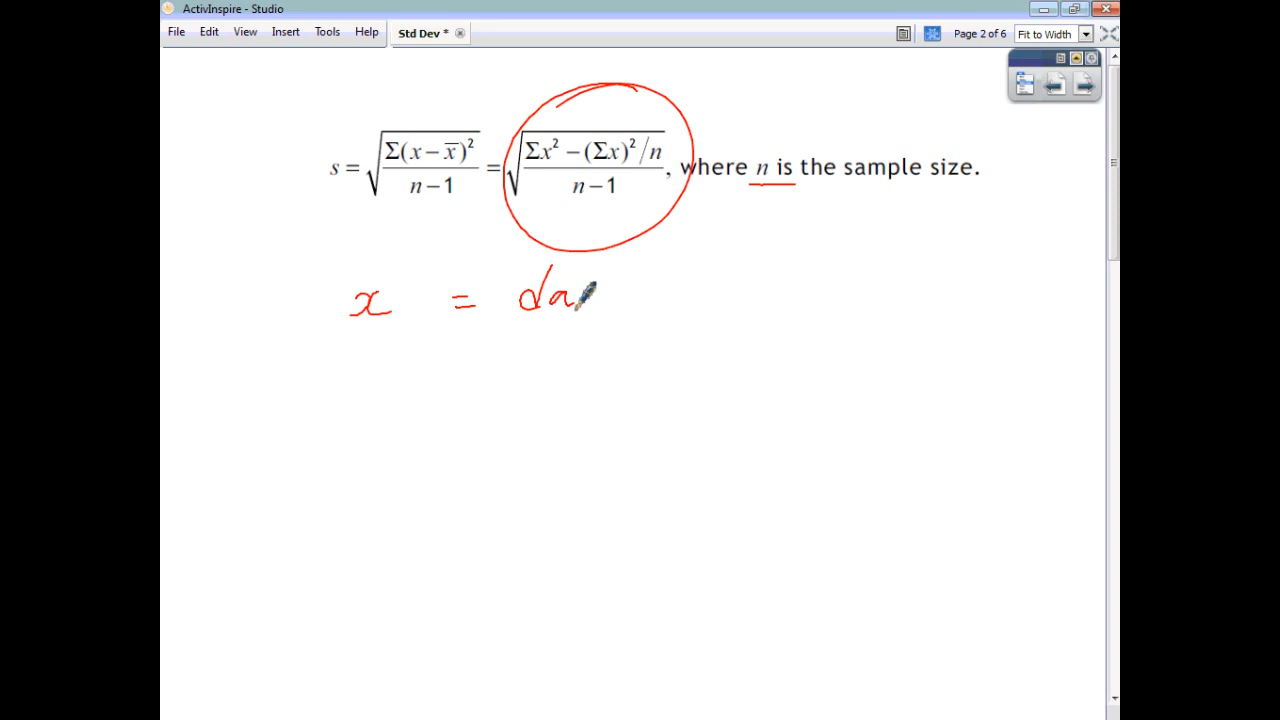 ActivInspire - Studio
File Edit View Insert Tools Help Std Dev * Page 2 of 6 Fit to Width
s = √(Σ(x − x̄)² / (n − 1)) = √((Σx² − (Σx)²/n) / (n − 1)), where n is the sample size.
x = da